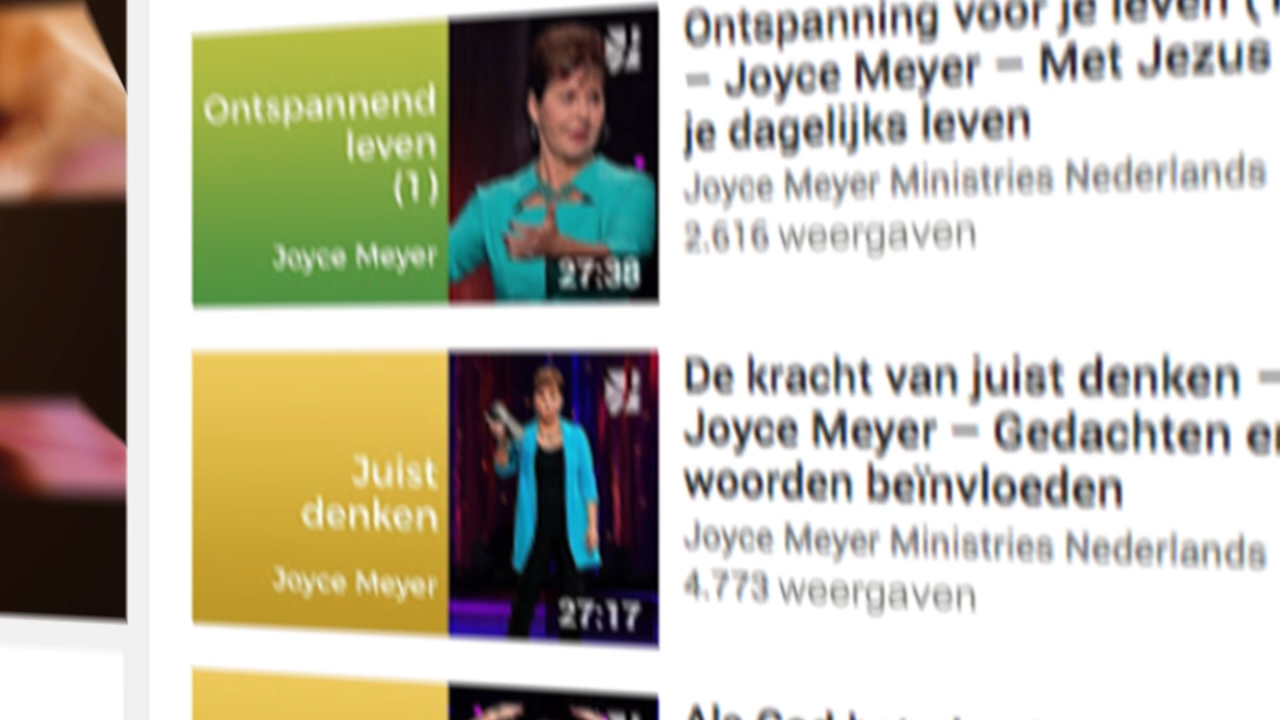 Ontspannend
leven
(1)
Joyce Meyer
27:38
Ontspanning voor je leven (
– Joyce Meyer – Met Jezus
je dagelijks leven
Joyce Meyer Ministries Nederlands
2.616 weergaven
Juist
denken
Joyce Meyer
27:17
De kracht van juist denken –
Joyce Meyer – Gedachten en
woorden beïnvloeden
Joyce Meyer Ministries Nederlands
4.773 weergaven
Als God